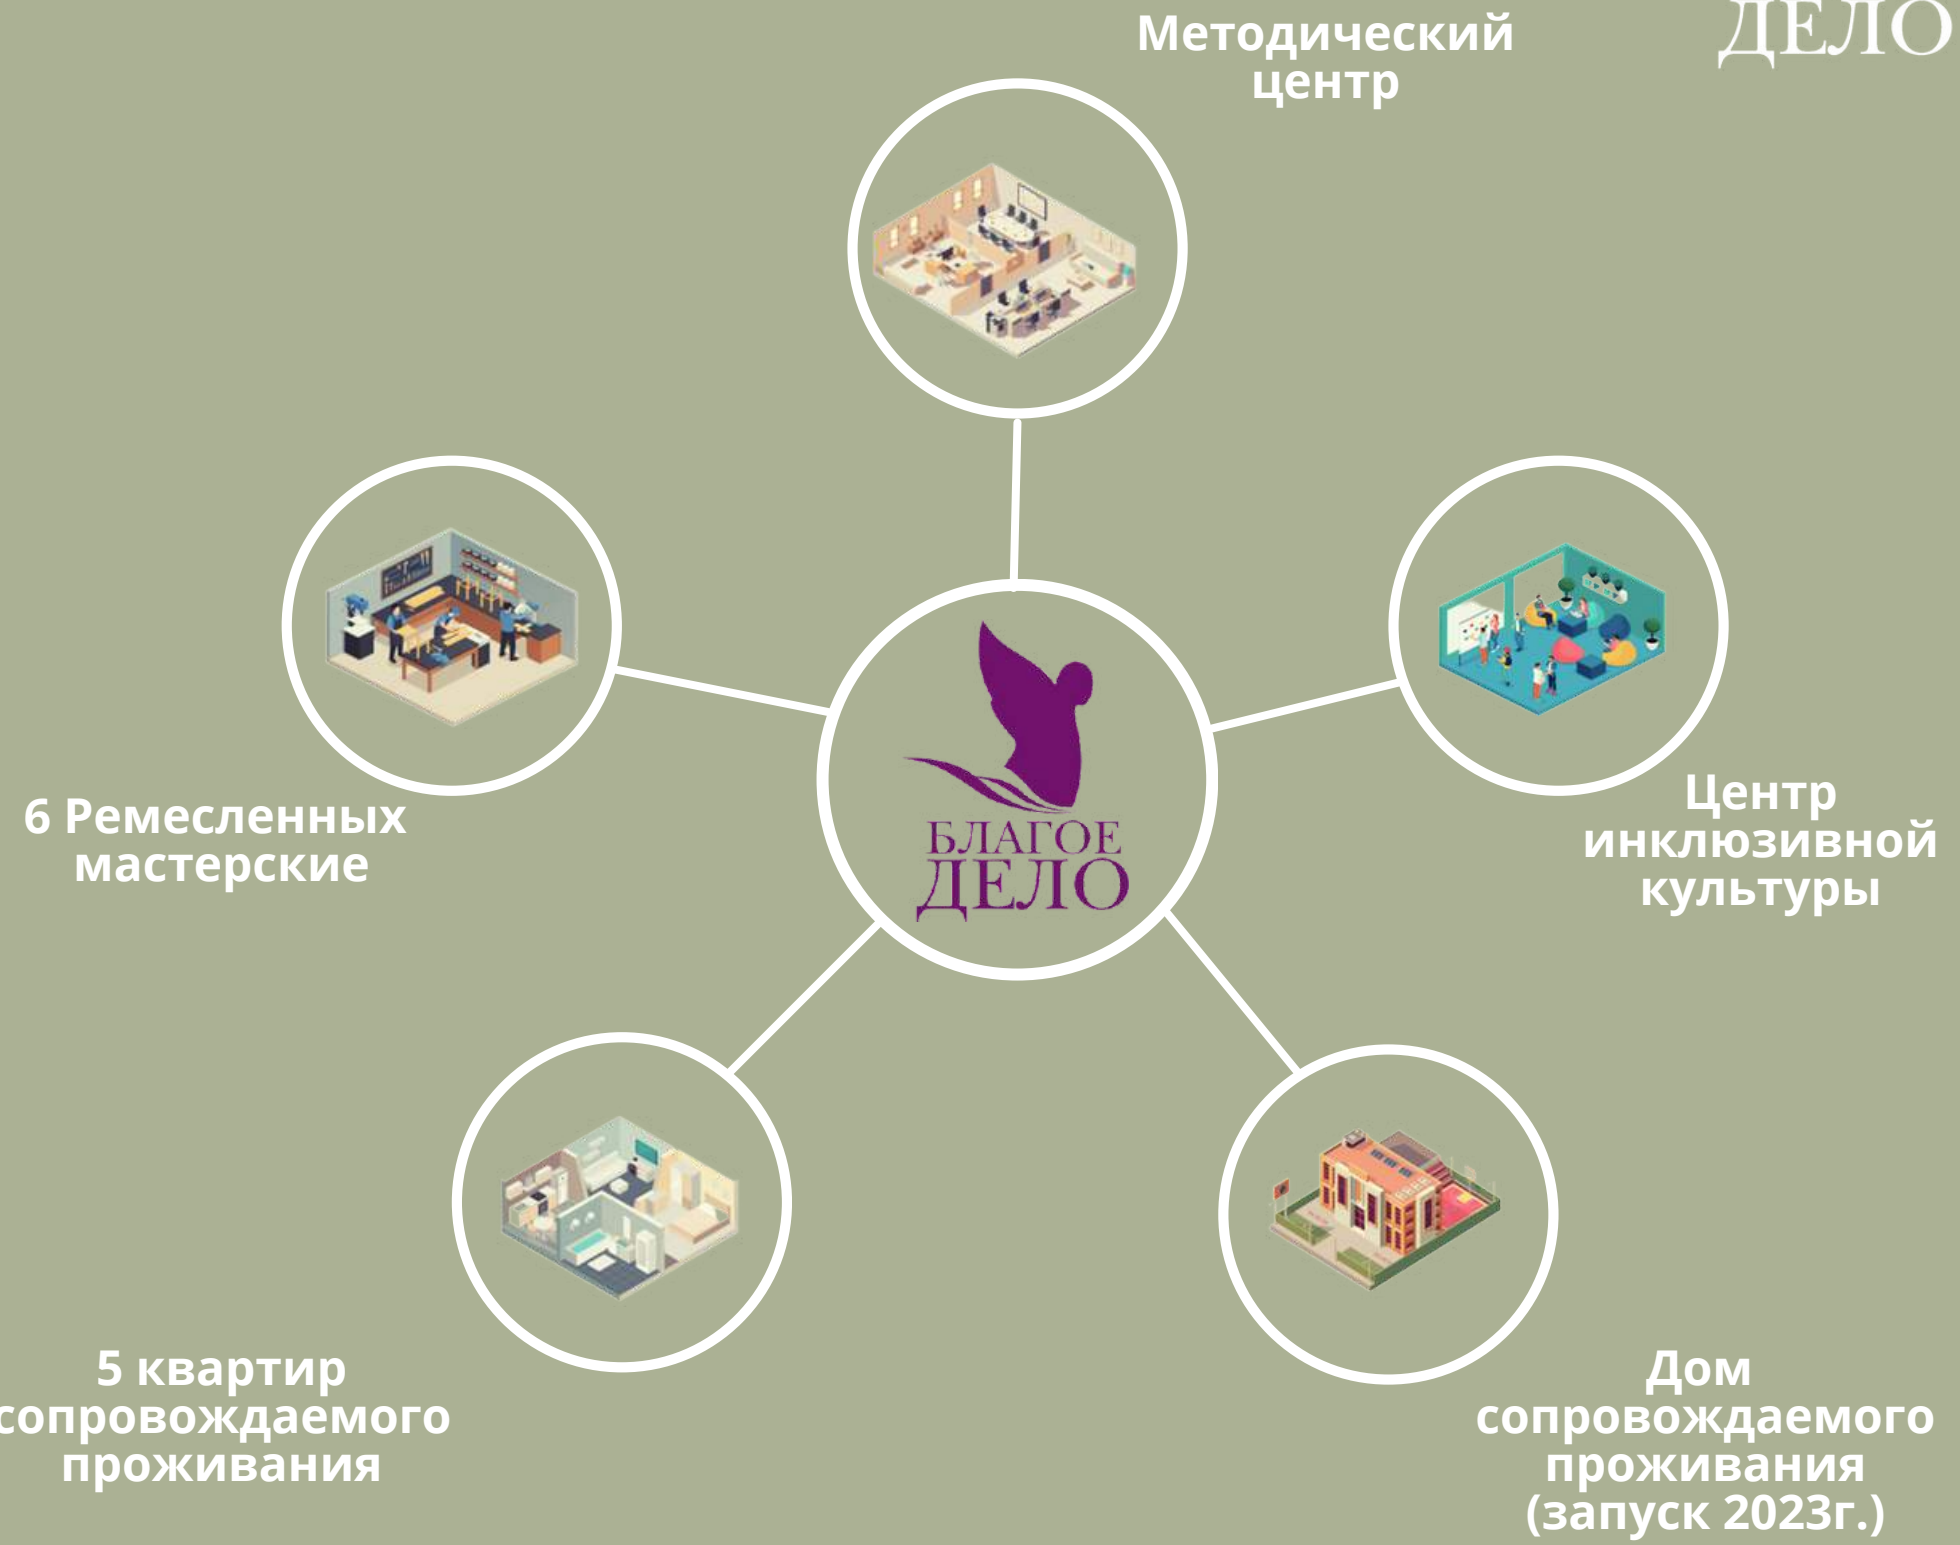 ДЕЛО
Методический
центр
6 Ремесленных
мастерские
БЛАГОЕ
ДЕЛО
Центр
инклюзивной
культуры
5 квартир
сопровождаемого
проживания
Дом
сопровождаемого
проживания
(запуск 2023г.)